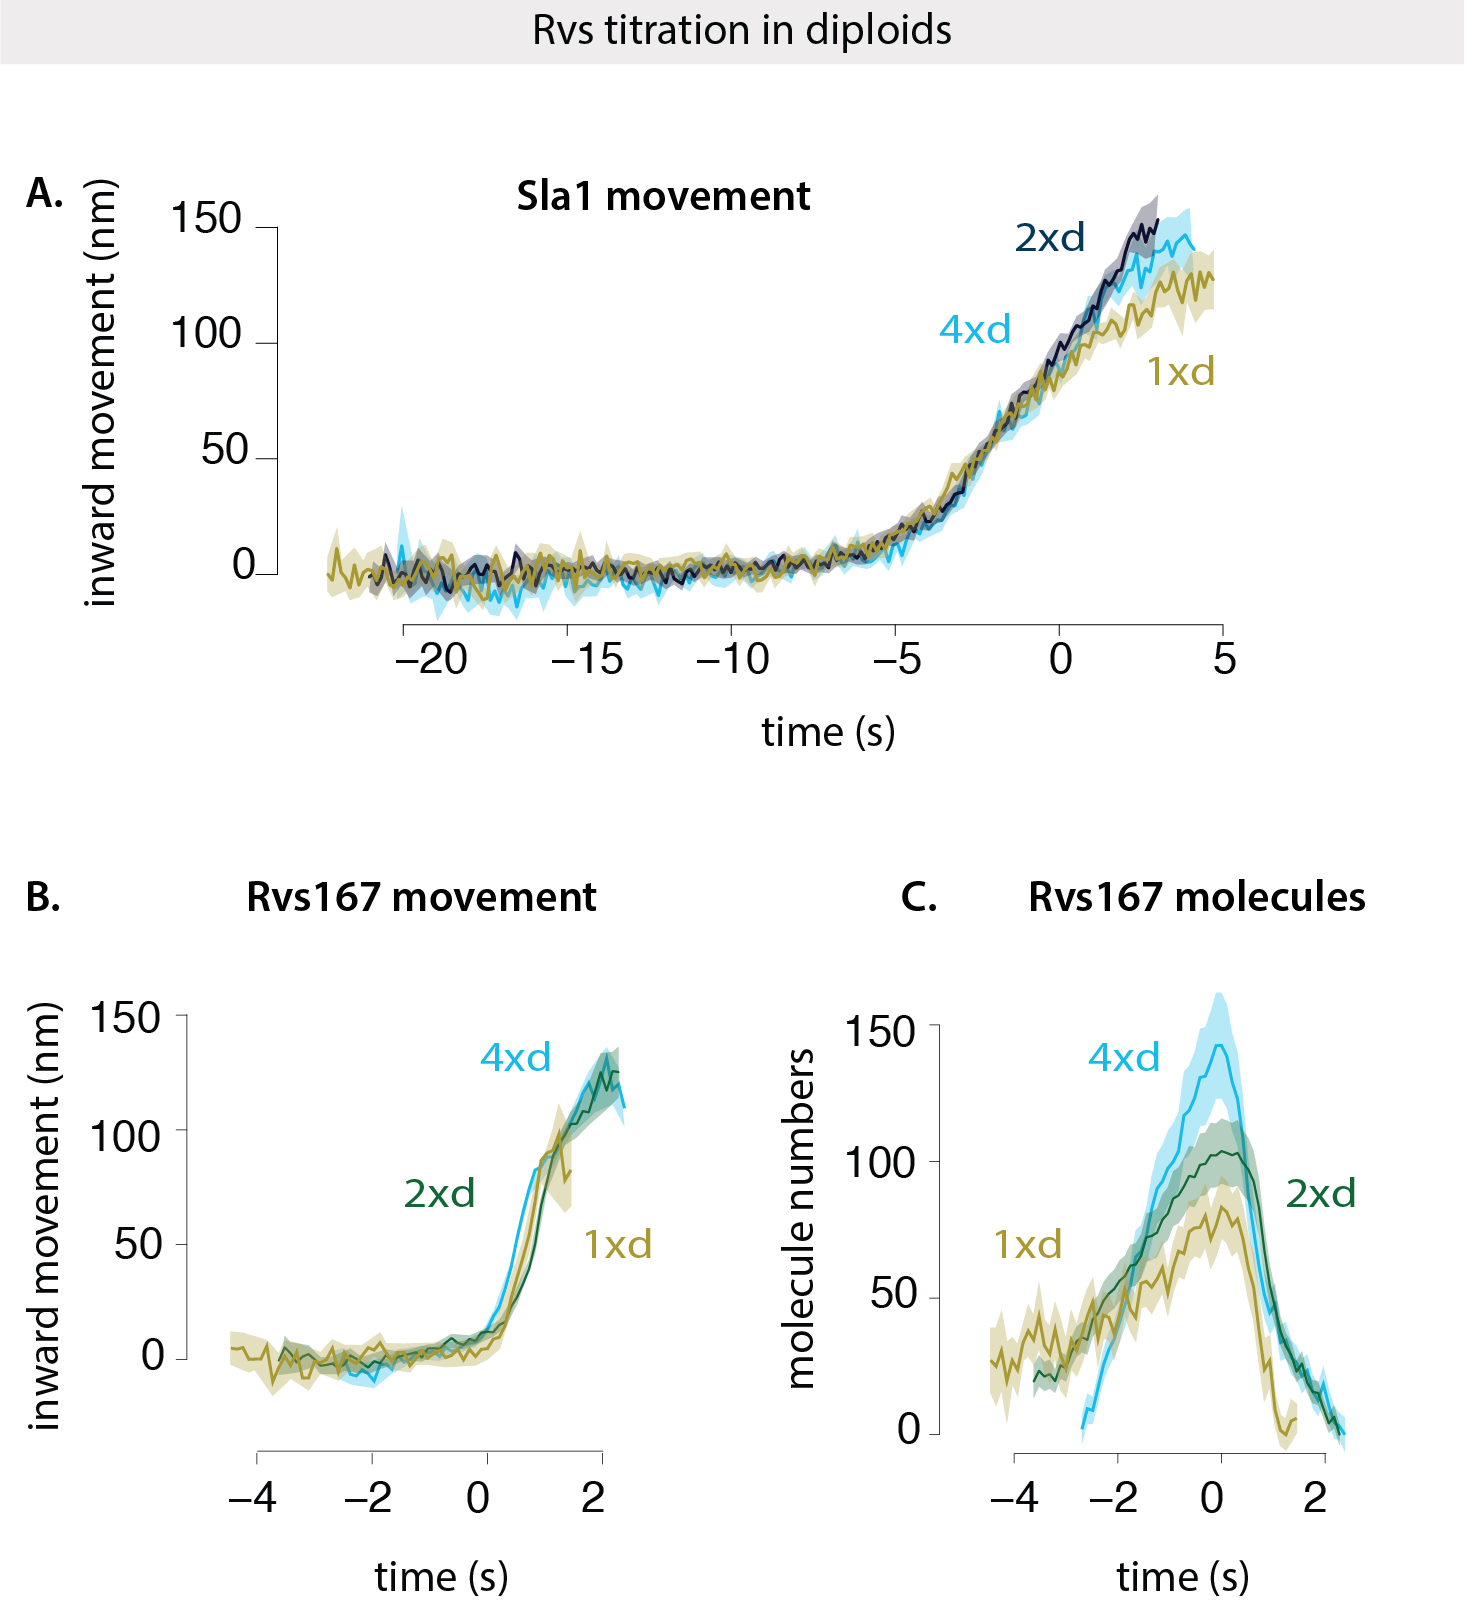 Rvs titration in diploids
A.
Sla1 movement
inward movement (nm)
150
100
50
0
2xd
4xd
1xd
–20 –15 –10 –5 0 5
time (s)
B.
Rvs167 movement
inward movement (nm)
150
100
50
0
4xd
2xd
1xd
–4 –2 0 2
time (s)
C.
Rvs167 molecules
molecule numbers
150
100
50
0
4xd
2xd
1xd
–4 –2 0 2
time (s)